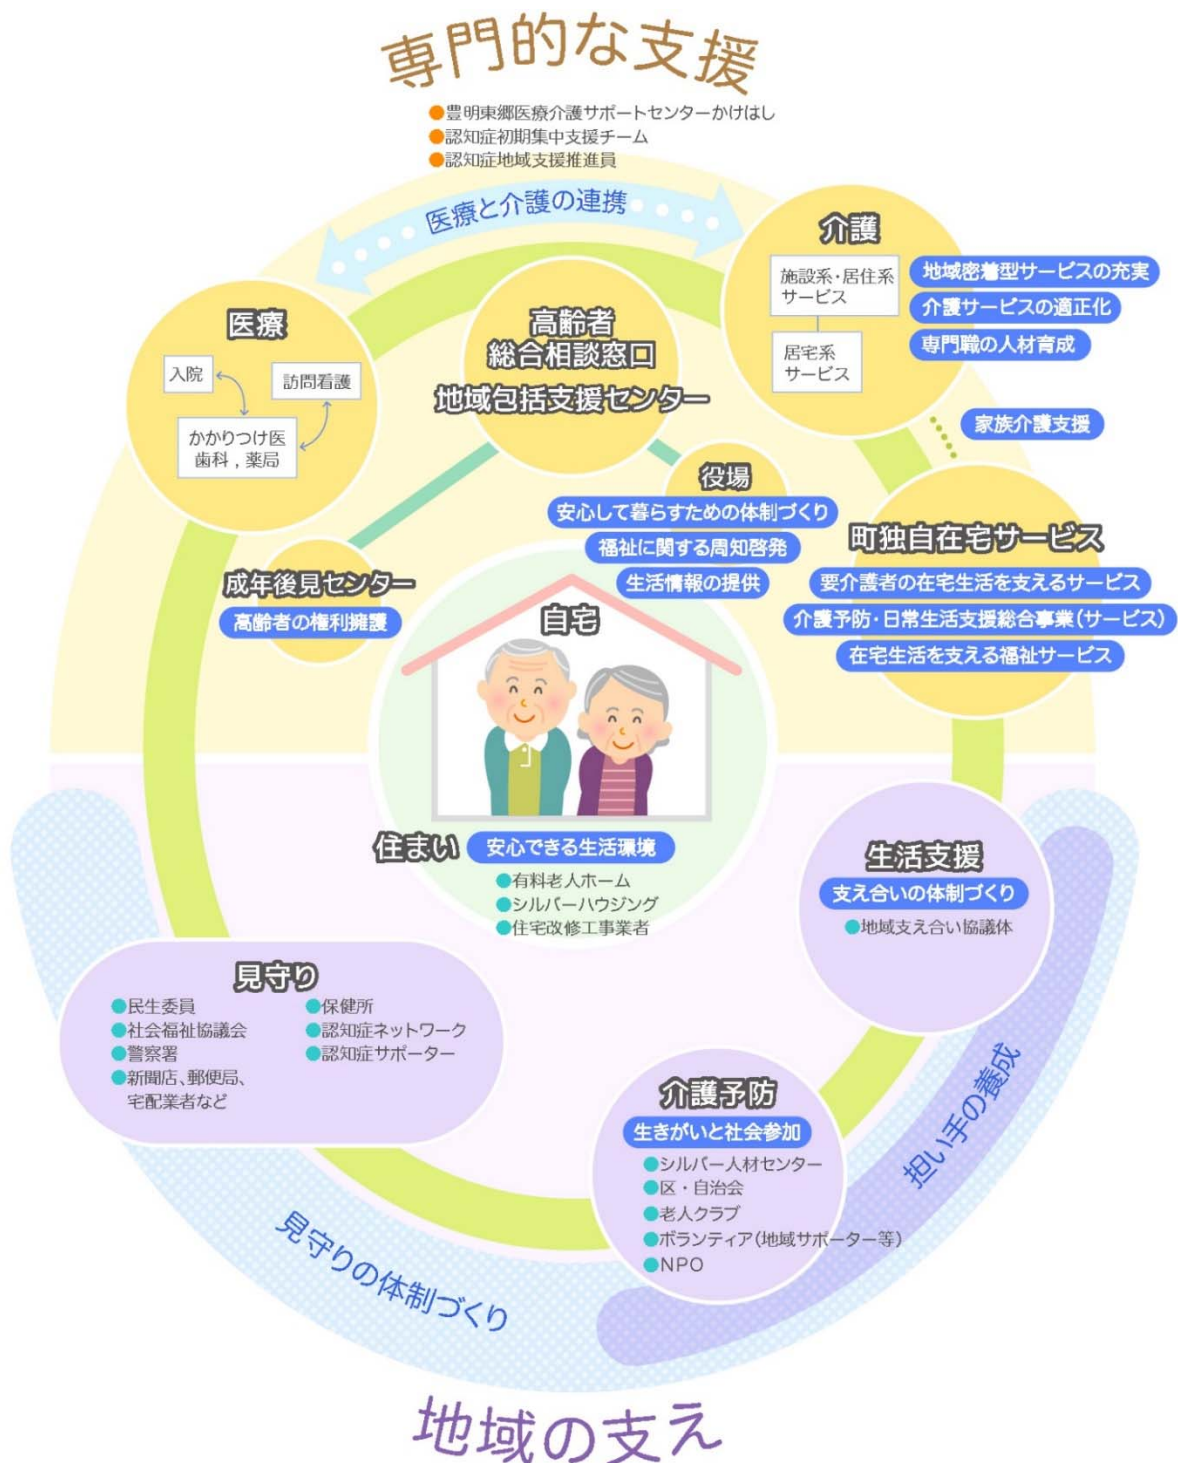 専門的な支援
●豊明東郷医療介護サポートセンターかけはし
●認知症初期集中支援チーム
●認知症地域支援推進員
医療と介護の連携
介護
施設系・居住系
サービス
居宅系
サービス
地域密着型サービスの充実
介護サービスの適正化
専門職の人材育成
家族介護支援
医療
入院
訪問看護
かかりつけ医
歯科,薬局
高齢者
総合相談窓口
地域包括支援センター
役場
安心して暮らすための体制づくり
福祉に関する周知啓発
生活情報の提供
町独自在宅サービス
要介護者の在宅生活を支えるサービス
介護予防・日常生活支援総合事業(サービス)
在宅生活を支える福祉サービス
成年後見センター
高齢者の権利擁護
自宅
住まい
安心できる生活環境
●有料老人ホーム
●シルバーハウジング
●住宅改修工事業者
生活支援
支え合いの体制づくり
●地域支え合い協議体
見守り
●民生委員
●社会福祉協議会
●警察署
●新聞店、郵便局、
宅配業者など
●保健所
●認知症ネットワーク
●認知症サポーター
介護予防
生きがいと社会参加
●シルバー人材センター
●区・自治会
●老人クラブ
●ボランティア(地域サポーター等)
●NPO
担い手の養成
見守りの体制づくり
地域の支え